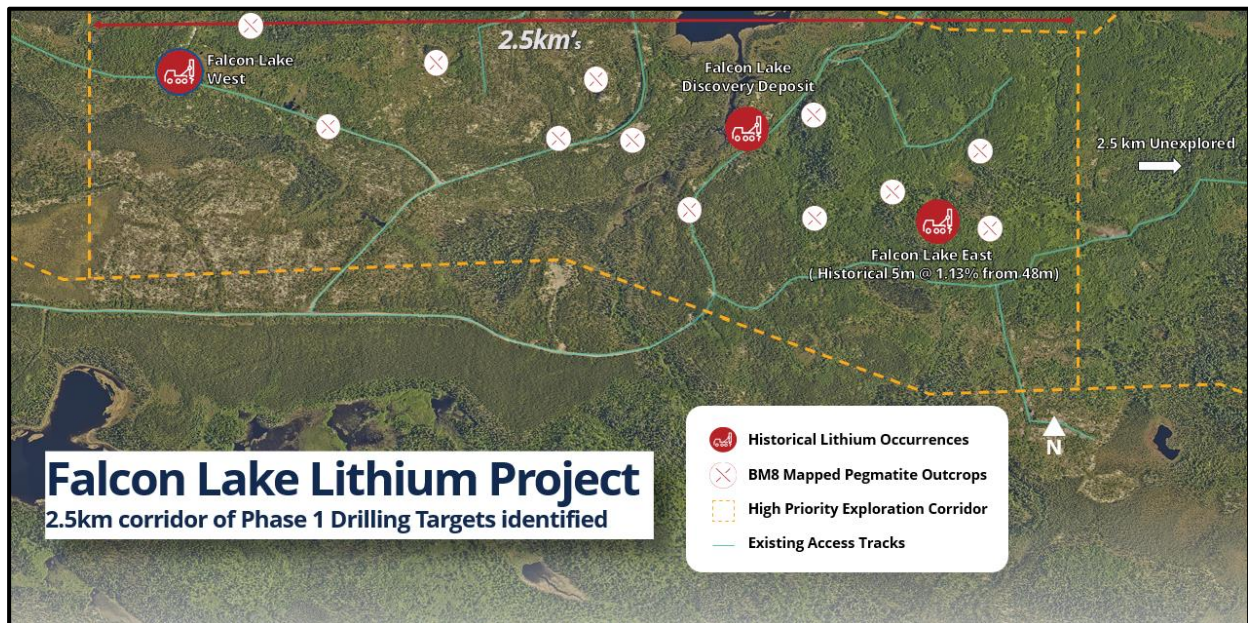 2.5km's
Falcon Lake
West
Falcon Lake
Discovery Deposit
2.5 km Unexplored
Falcon Lake East
( Historical 5m @ 1.13% from 48m)
N
Falcon Lake Lithium Project
2.5km corridor of Phase 1 Drilling Targets identified
Historical Lithium Occurrences
BM8 Mapped Pegmatite Outcrops
High Priority Exploration Corridor
Existing Access Tracks